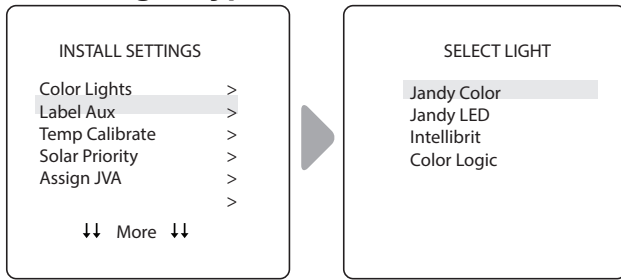 INSTALL SETTINGS
Color Lights >
Label Aux >
Temp Calibrate >
Solar Priority >
Assign JVA >
>
↓↓ More ↓↓
SELECT LIGHT
Jandy Color
Jandy LED
Intellibrit
Color Logic